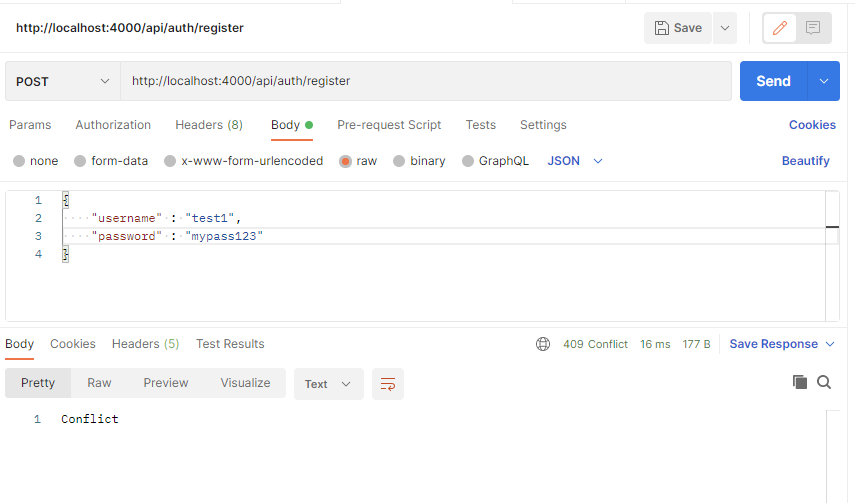 http://localhost:4000/api/auth/register Save
POST http://localhost:4000/api/auth/register Send
Params Authorization Headers (8) Body Pre-request Script Tests Settings Cookies
none form-data x-www-form-urlencoded raw binary GraphQL JSON Beautify
1 {
2 ····"username"·:·"test1",
3 ····"password"·:·"mypass123"
4 }
Body Cookies Headers (5) Test Results 409 Conflict 16 ms 177 B Save Response
Pretty Raw Preview Visualize Text
1 Conflict